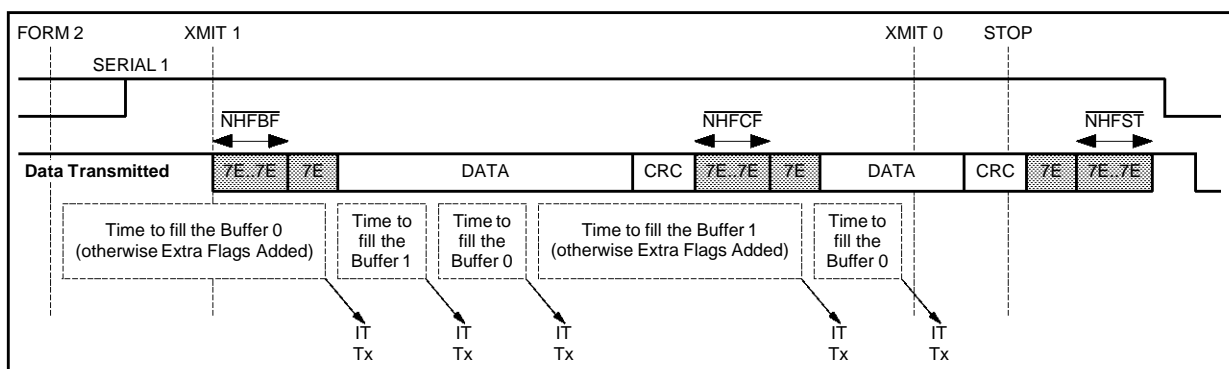 FORM 2 XMIT 1 XMIT 0 STOP
SERIAL 1
NHFBF NHFCF NHFST
Data Transmitted 7E..7E 7E DATA CRC 7E..7E 7E DATA CRC 7E 7E..7E
Time to fill the Buffer 0
(otherwise Extra Flags Added)
Time to
fill the
Buffer 1
Time to
fill the
Buffer 0
Time to fill the Buffer 1
(otherwise Extra Flags Added)
Time to
fill the
Buffer 0
IT
Tx
IT
Tx
IT
Tx
IT
Tx
IT
Tx